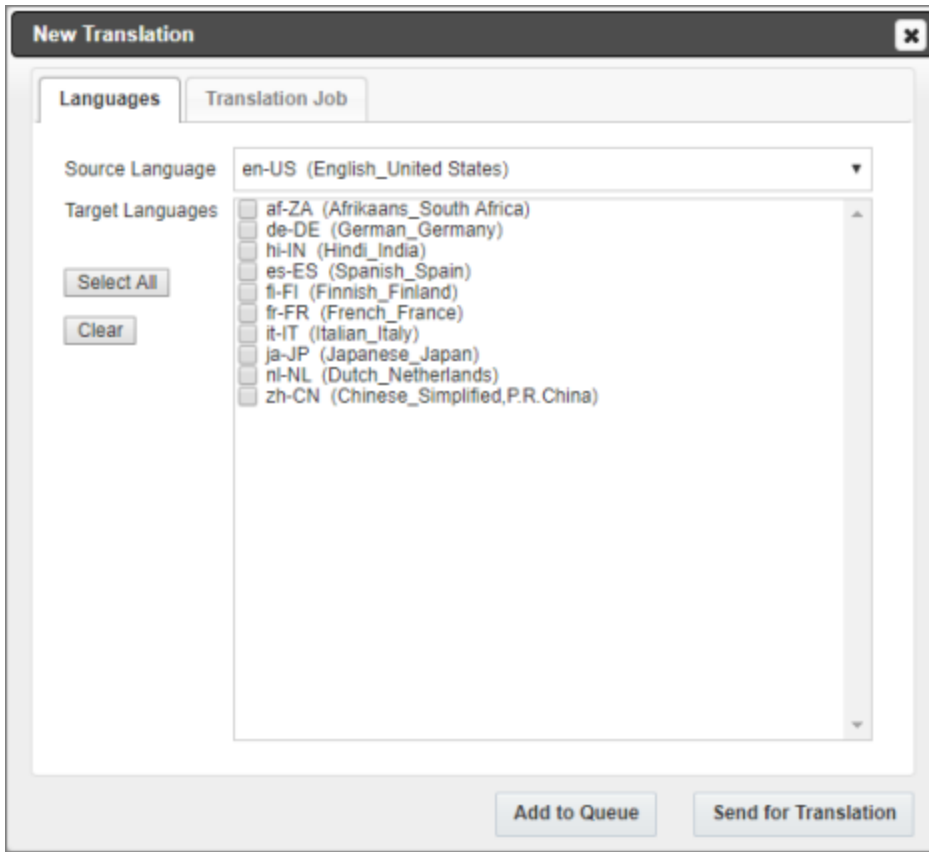 New Translation
Languages
Translation Job
Source Language
en-US (English_United States)
Target Languages
af-ZA (Afrikaans_South Africa)
de-DE (German_Germany)
hi-IN (Hindi_India)
es-ES (Spanish_Spain)
fi-FI (Finnish_Finland)
fr-FR (French_France)
it-IT (Italian_Italy)
ja-JP (Japanese_Japan)
nl-NL (Dutch_Netherlands)
zh-CN (Chinese_Simplified,P.R.China)
Select All
Clear
Add to Queue
Send for Translation